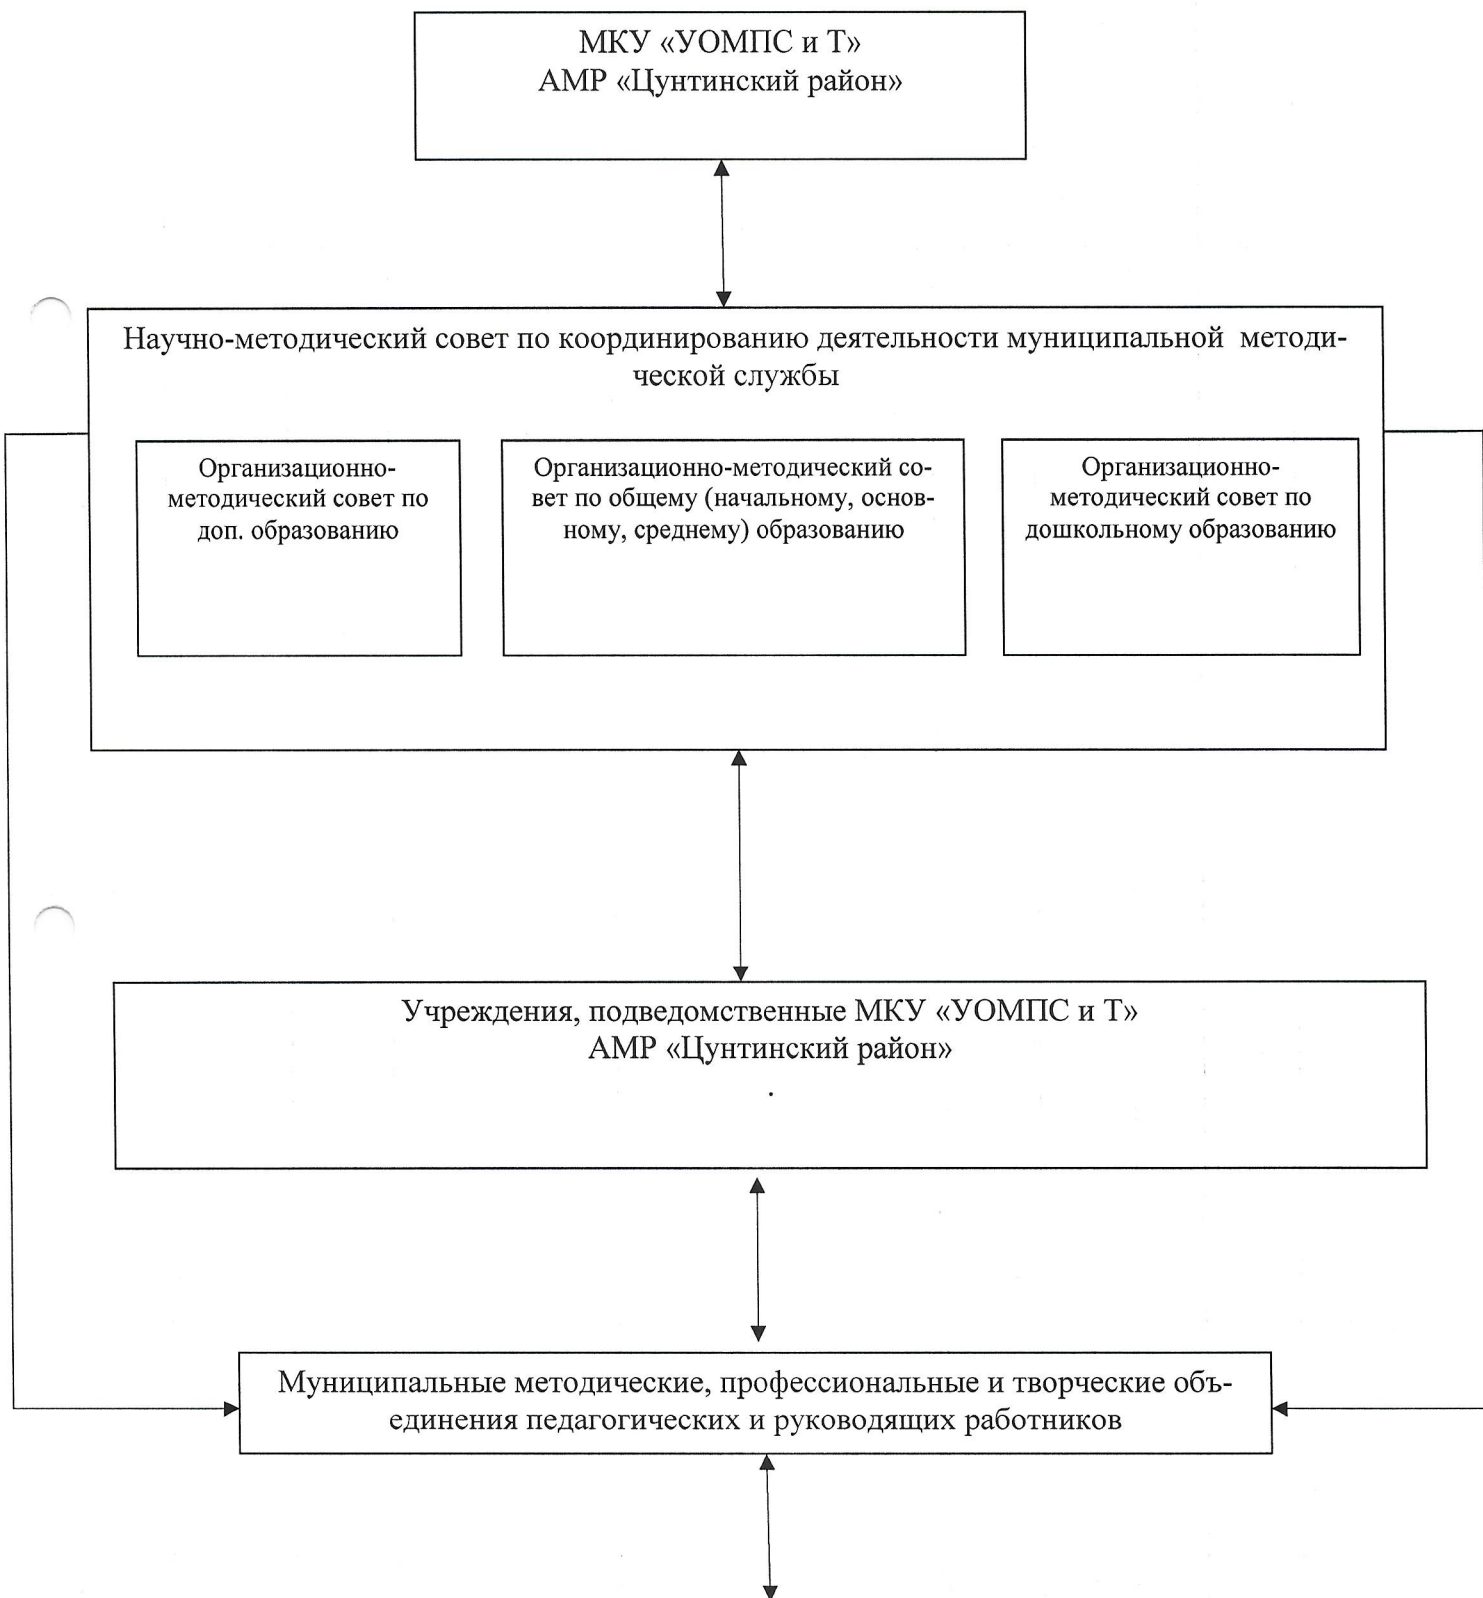 МКУ «УОМПС и Т»
АМР «Цунтинский район»
Научно-методический совет по координированию деятельности муниципальной методи-
ческой службы
Организационно-
методический совет по
доп. образованию
Организационно-методический со-
вет по общему (начальному, основ-
ному, среднему) образованию
Организационно-
методический совет по
дошкольному образованию
Учреждения, подведомственные МКУ «УОМПС и Т»
АМР «Цунтинский район»
.
Муниципальные методические, профессиональные и творческие объ-
единения педагогических и руководящих работников